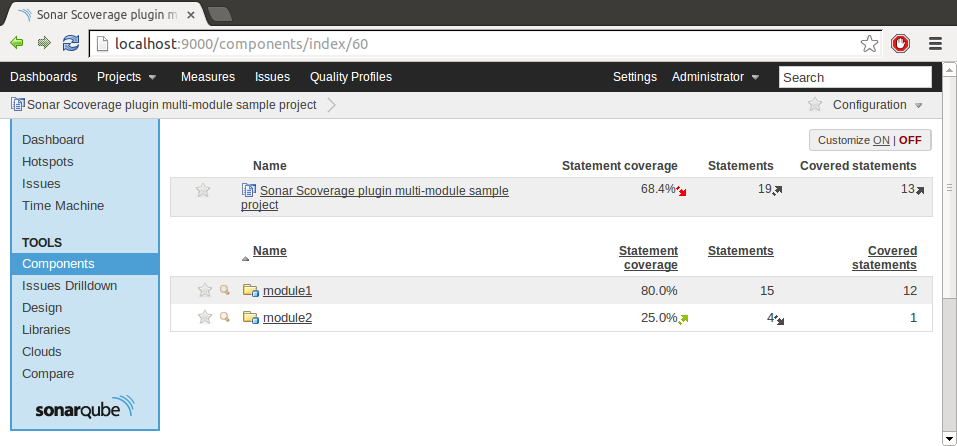 Sonar Scoverage plugin m
localhost:9000/components/index/60
Dashboards Projects Measures Issues Quality Profiles Settings Administrator Search
Sonar Scoverage plugin multi-module sample project Configuration
Dashboard
Hotspots
Issues
Time Machine
TOOLS
Components
Issues Drilldown
Design
Libraries
Clouds
Compare
sonarqube
Customize ON | OFF
Name Statement coverage Statements Covered statements
Sonar Scoverage plugin multi-module sample 68.4% 19 13
project
Name Statement Statements Covered
coverage statements
module1 80.0% 15 12
module2 25.0% 4 1